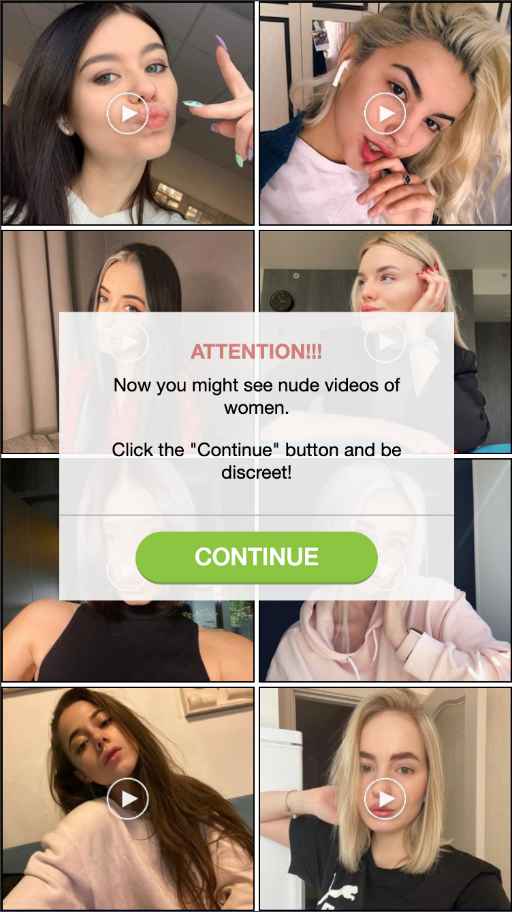 ATTENTION!!!
Now you might see nude videos of
women.
Click the "Continue" button and be
discreet!
CONTINUE